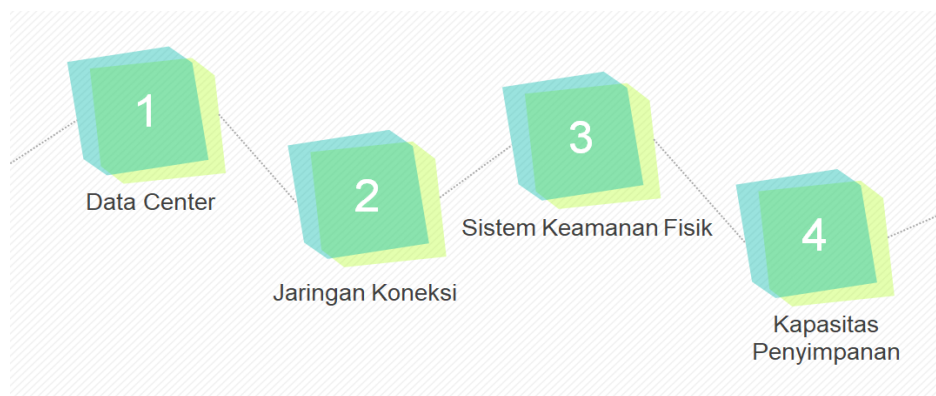 1
Data Center
2
Jaringan Koneksi
3
Sistem Keamanan Fisik
4
Kapasitas
Penyimpanan